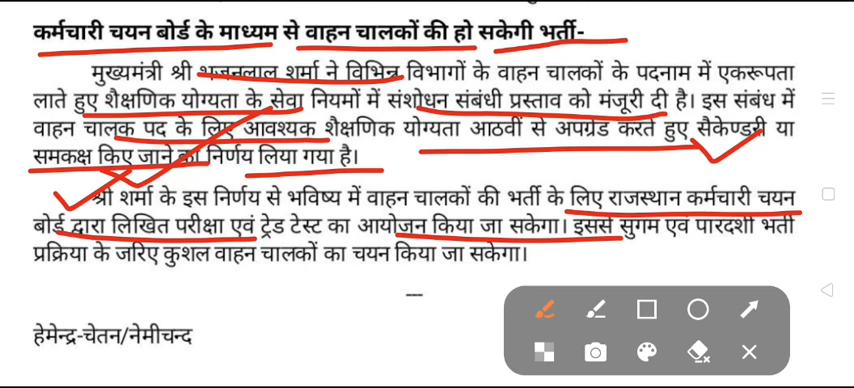 कर्मचारी चयन बोर्ड के माध्यम से वाहन चालकों की हो सकेगी भर्ती-
मुख्यमंत्री श्री भजनलाल शर्मा ने विभिन्न विभागों के वाहन चालकों के पदनाम में एकरूपता
लाते हुए शैक्षणिक योग्यता के सेवा नियमों में संशोधन संबंधी प्रस्ताव को मंजूरी दी है। इस संबंध में
वाहन चालक पद के लिए आवश्यक शैक्षणिक योग्यता आठवीं से अपग्रेड करते हुए सैकेण्डरी या
समकक्ष किए जाने का निर्णय लिया गया है।
श्री शर्मा के इस निर्णय से भविष्य में वाहन चालकों की भर्ती के लिए राजस्थान कर्मचारी चयन
बोर्ड द्वारा लिखित परीक्षा एवं ट्रेड टेस्ट का आयोजन किया जा सकेगा। इससे सुगम एवं पारदर्शी भर्ती
प्रक्रिया के जरिए कुशल वाहन चालकों का चयन किया जा सकेगा।
—
हेमेन्द्र-चेतन/नेमीचन्द